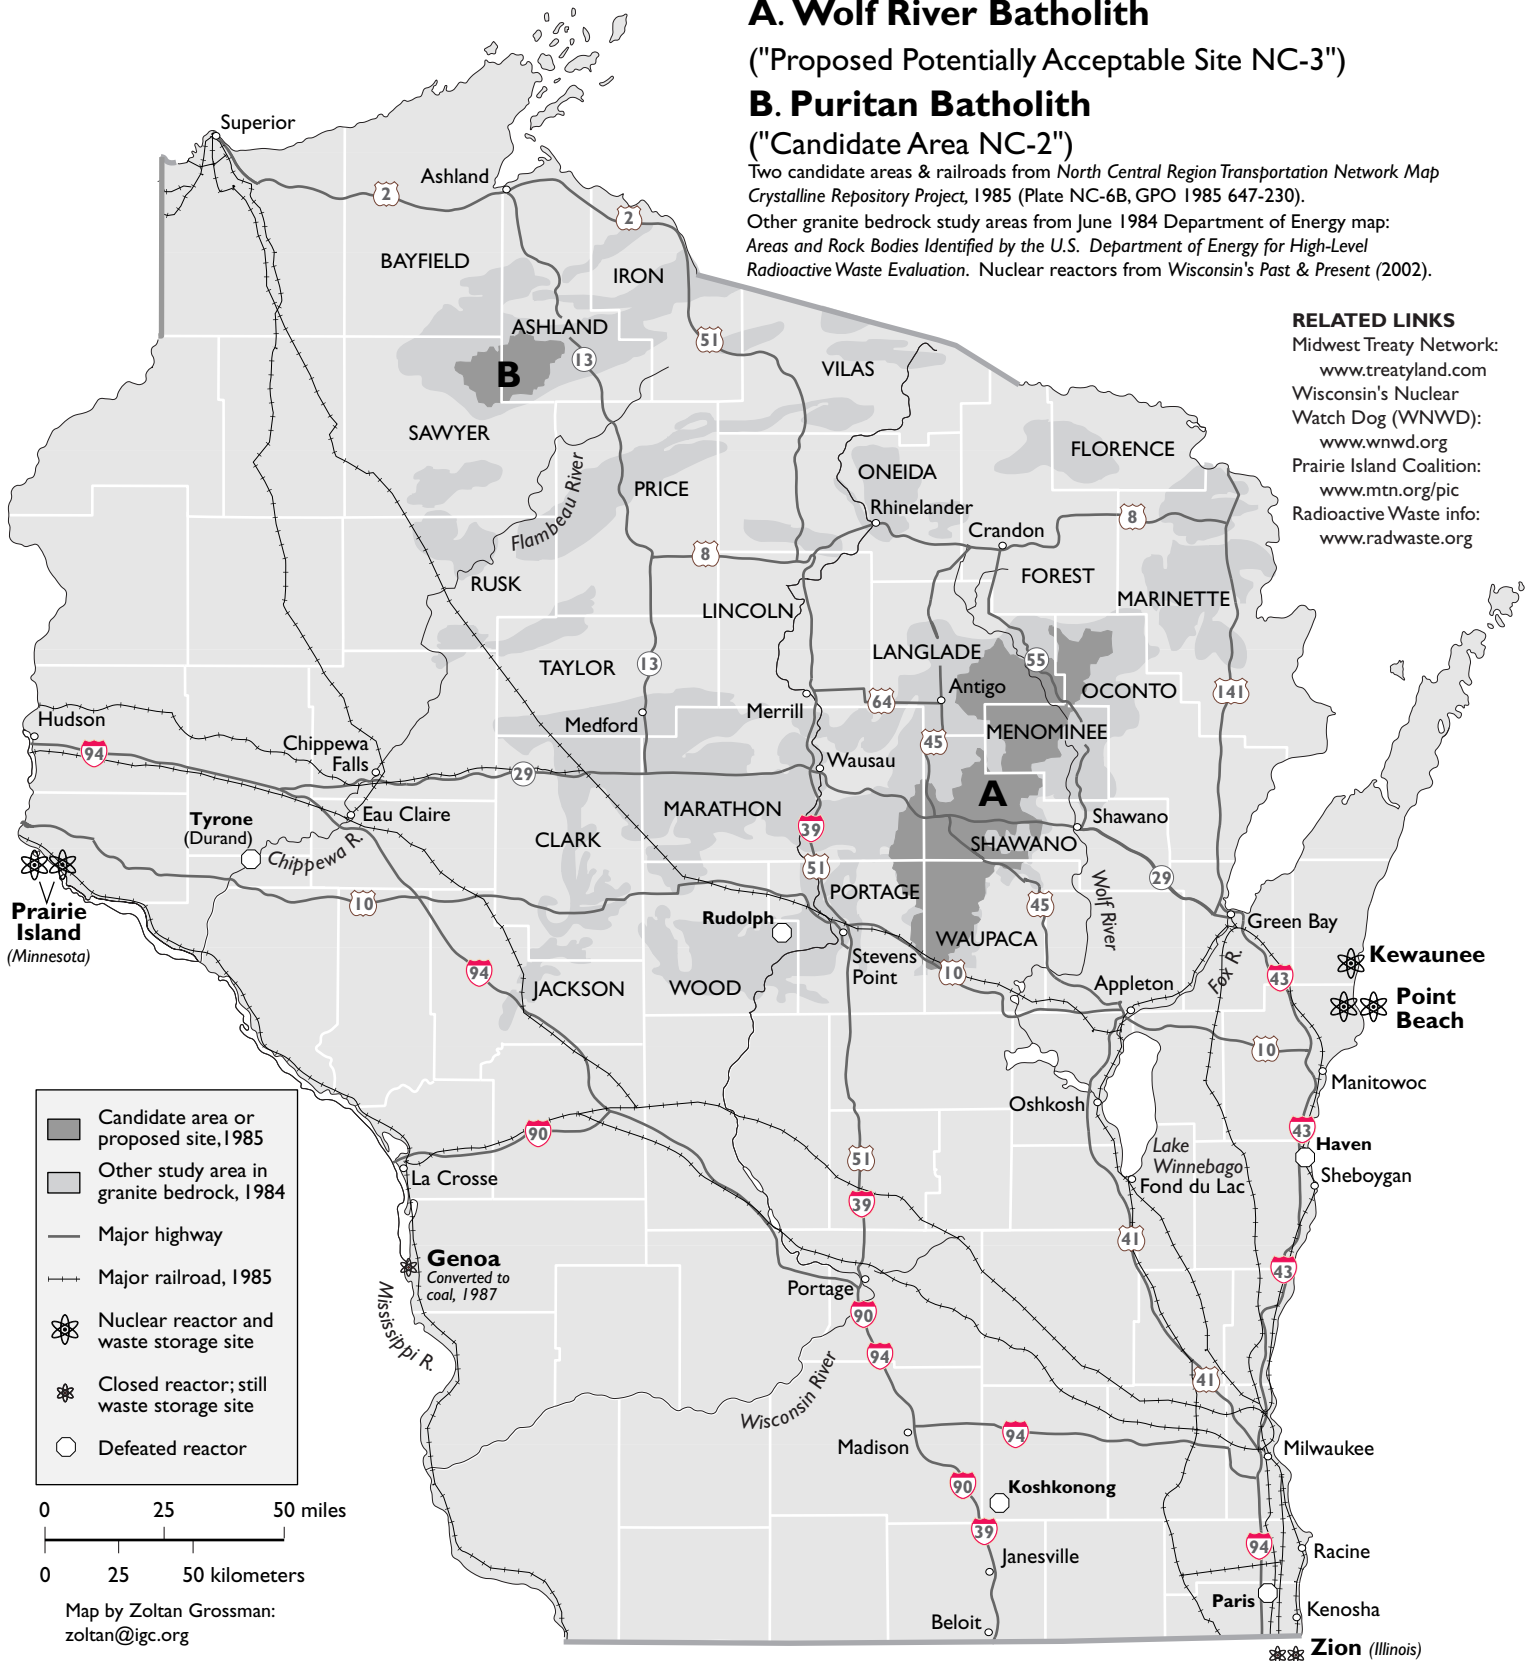 A. Wolf River Batholith
("Proposed Potentially Acceptable Site NC-3")
B. Puritan Batholith
("Candidate Area NC-2")
Two candidate areas & railroads from North Central Region Transportation Network Map
Crystalline Repository Project, 1985 (Plate NC-6B, GPO 1985 647-230).
Other granite bedrock study areas from June 1984 Department of Energy map:
Areas and Rock Bodies Identified by the U.S. Department of Energy for High-Level
Radioactive Waste Evaluation. Nuclear reactors from Wisconsin's Past & Present (2002).
RELATED LINKS
Midwest Treaty Network:
www.treatyland.com
Wisconsin's Nuclear
Watch Dog (WNWD):
www.wnwd.org
Prairie Island Coalition:
www.mtn.org/pic
Radioactive Waste info:
www.radwaste.org
Superior
Ashland
2
2
BAYFIELD
IRON
ASHLAND
51
13
B
VILAS
SAWYER
FLORENCE
ONEIDA
Flambeau River
PRICE
Rhinelander
8
Crandon
8
FOREST
RUSK
MARINETTE
LINCOLN
LANGLADE
TAYLOR
13
55
Antigo
OCONTO
141
64
Merrill
Medford
Hudson
94
MENOMINEE
45
Chippewa
Falls
Wausau
29
A
MARATHON
Tyrone
(Durand)
Eau Claire
39
Shawano
CLARK
SHAWANO
Chippewa R.
51
29
10
PORTAGE
45
Wolf River
Prairie
Island
(Minnesota)
Rudolph
Green Bay
WAUPACA
Stevens
Point
Kewaunee
94
10
Fox R.
43
JACKSON
WOOD
Appleton
Point
Beach
10
Manitowoc
Oshkosh
43
Haven
Lake
Winnebago
Sheboygan
Fond du Lac
90
51
La Crosse
39
41
Genoa
Converted to
coal, 1987
43
Mississippi R.
Portage
90
94
41
Wisconsin River
Madison
94
Milwaukee
90
Koshkonong
39
94
Janesville
Racine
Paris
Kenosha
Beloit
Zion (Illinois)
Candidate area or
proposed site,1985
Other study area in
granite bedrock, 1984
Major highway
Major railroad, 1985
Nuclear reactor and
waste storage site
Closed reactor; still
waste storage site
Defeated reactor
0 25 50 miles
0 25 50 kilometers
Map by Zoltan Grossman:
zoltan@igc.org